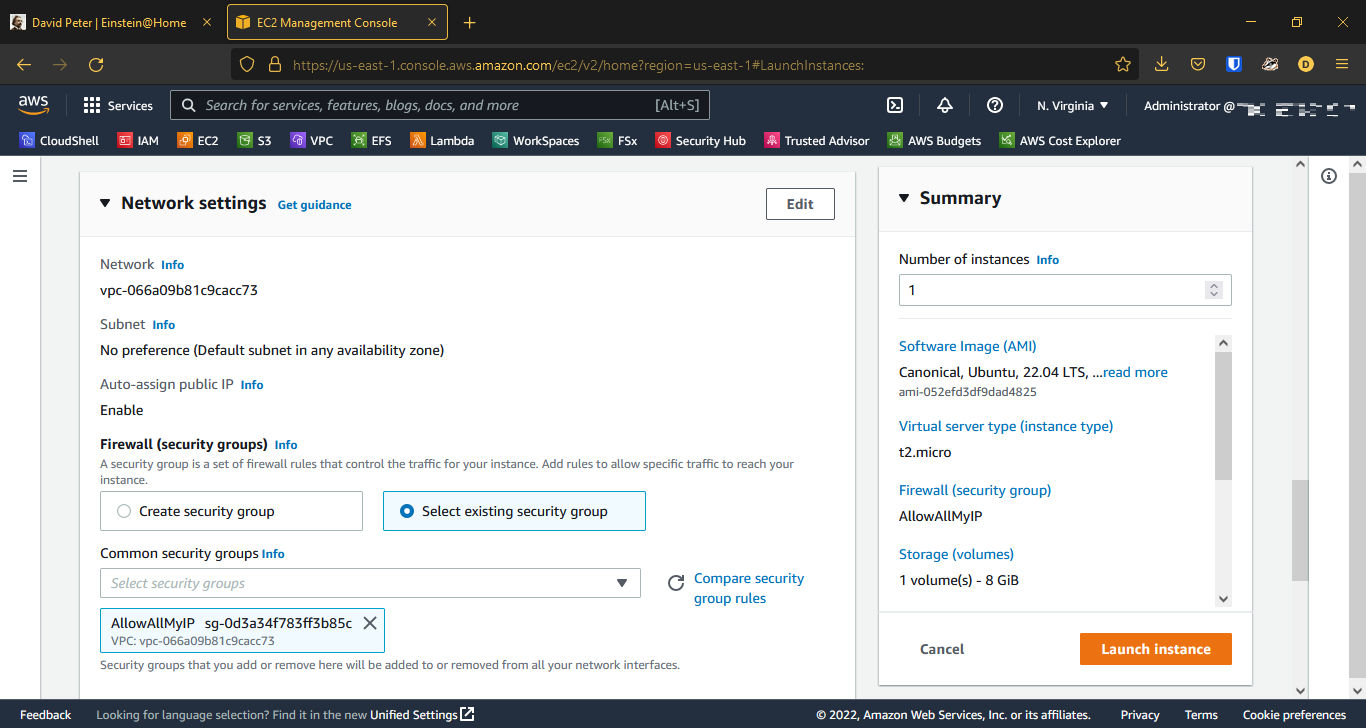 David Peter | Einstein@Home
EC2 Management Console
https://us-east-1.console.aws.amazon.com/ec2/v2/home?region=us-east-1#LaunchInstances:
D
aws
Services
Search for services, features, blogs, docs, and more
[Alt+S]
N. Virginia
Administrator @
CloudShell
IAM
EC2
S3
VPC
EFS
Lambda
WorkSpaces
FSx
FSx
Security Hub
Trusted Advisor
AWS Budgets
AWS Cost Explorer
Network settings Get guidance
Edit
Network Info
vpc-066a09b81c9cacc73
Subnet Info
No preference (Default subnet in any availability zone)
Auto-assign public IP Info
Enable
Firewall (security groups) Info
A security group is a set of firewall rules that control the traffic for your instance. Add rules to allow specific traffic to reach your
instance.
Create security group
Select existing security group
Common security groups Info
Select security groups
Compare security
group rules
AllowAllMyIP sg-0d3a34f783ff3b85c
VPC: vpc-066a09b81c9cacc73
Security groups that you add or remove here will be added to or removed from all your network interfaces.
Summary
Number of instances Info
1
Software Image (AMI)
Canonical, Ubuntu, 22.04 LTS, ...read more
ami-052efd3df9dad4825
Virtual server type (instance type)
t2.micro
Firewall (security group)
AllowAllMyIP
Storage (volumes)
1 volume(s) - 8 GiB
Cancel
Launch instance
Feedback
Looking for language selection? Find it in the new Unified Settings
© 2022, Amazon Web Services, Inc. or its affiliates.
Privacy
Terms
Cookie preferences